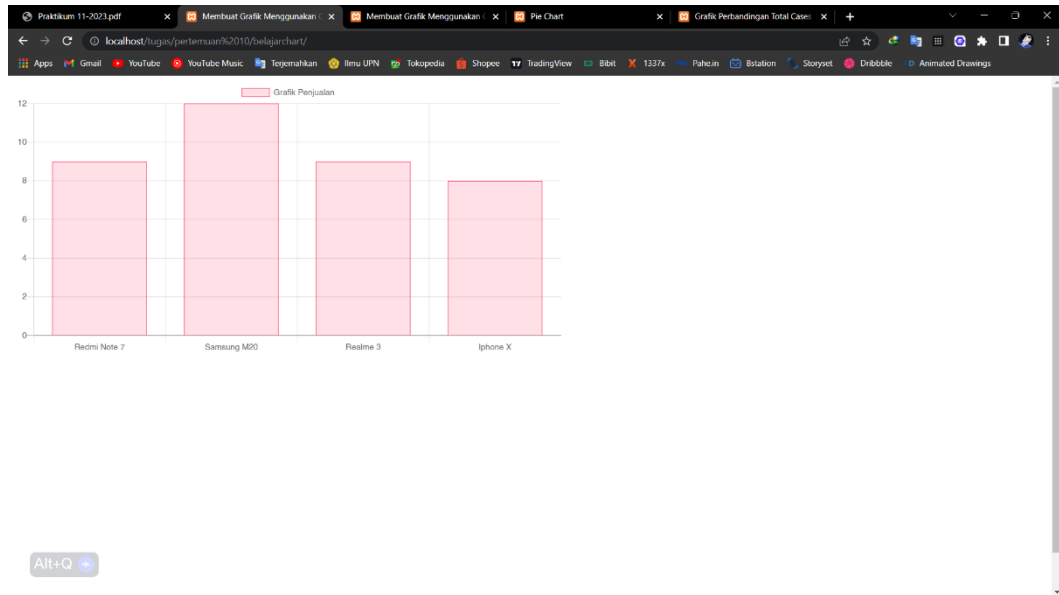 Praktikum 11-2023.pdf
Membuat Grafik Menggunakan C
Membuat Grafik Menggunakan C
Pie Chart
Grafik Perbandingan Total Cases
localhost/tugas/pertemuan%2010/belajarchart/
Apps Gmail YouTube YouTube Music Terjemahkan Ilmu UPN Tokopedia Shopee TradingView Bibit 1337x Pahe.in Bstation Storyset Dribbble Animated Drawings
Grafik Penjualan
12
10
8
6
4
2
0
Redmi Note 7 Samsung M20 Realme 3 Iphone X
Alt+Q